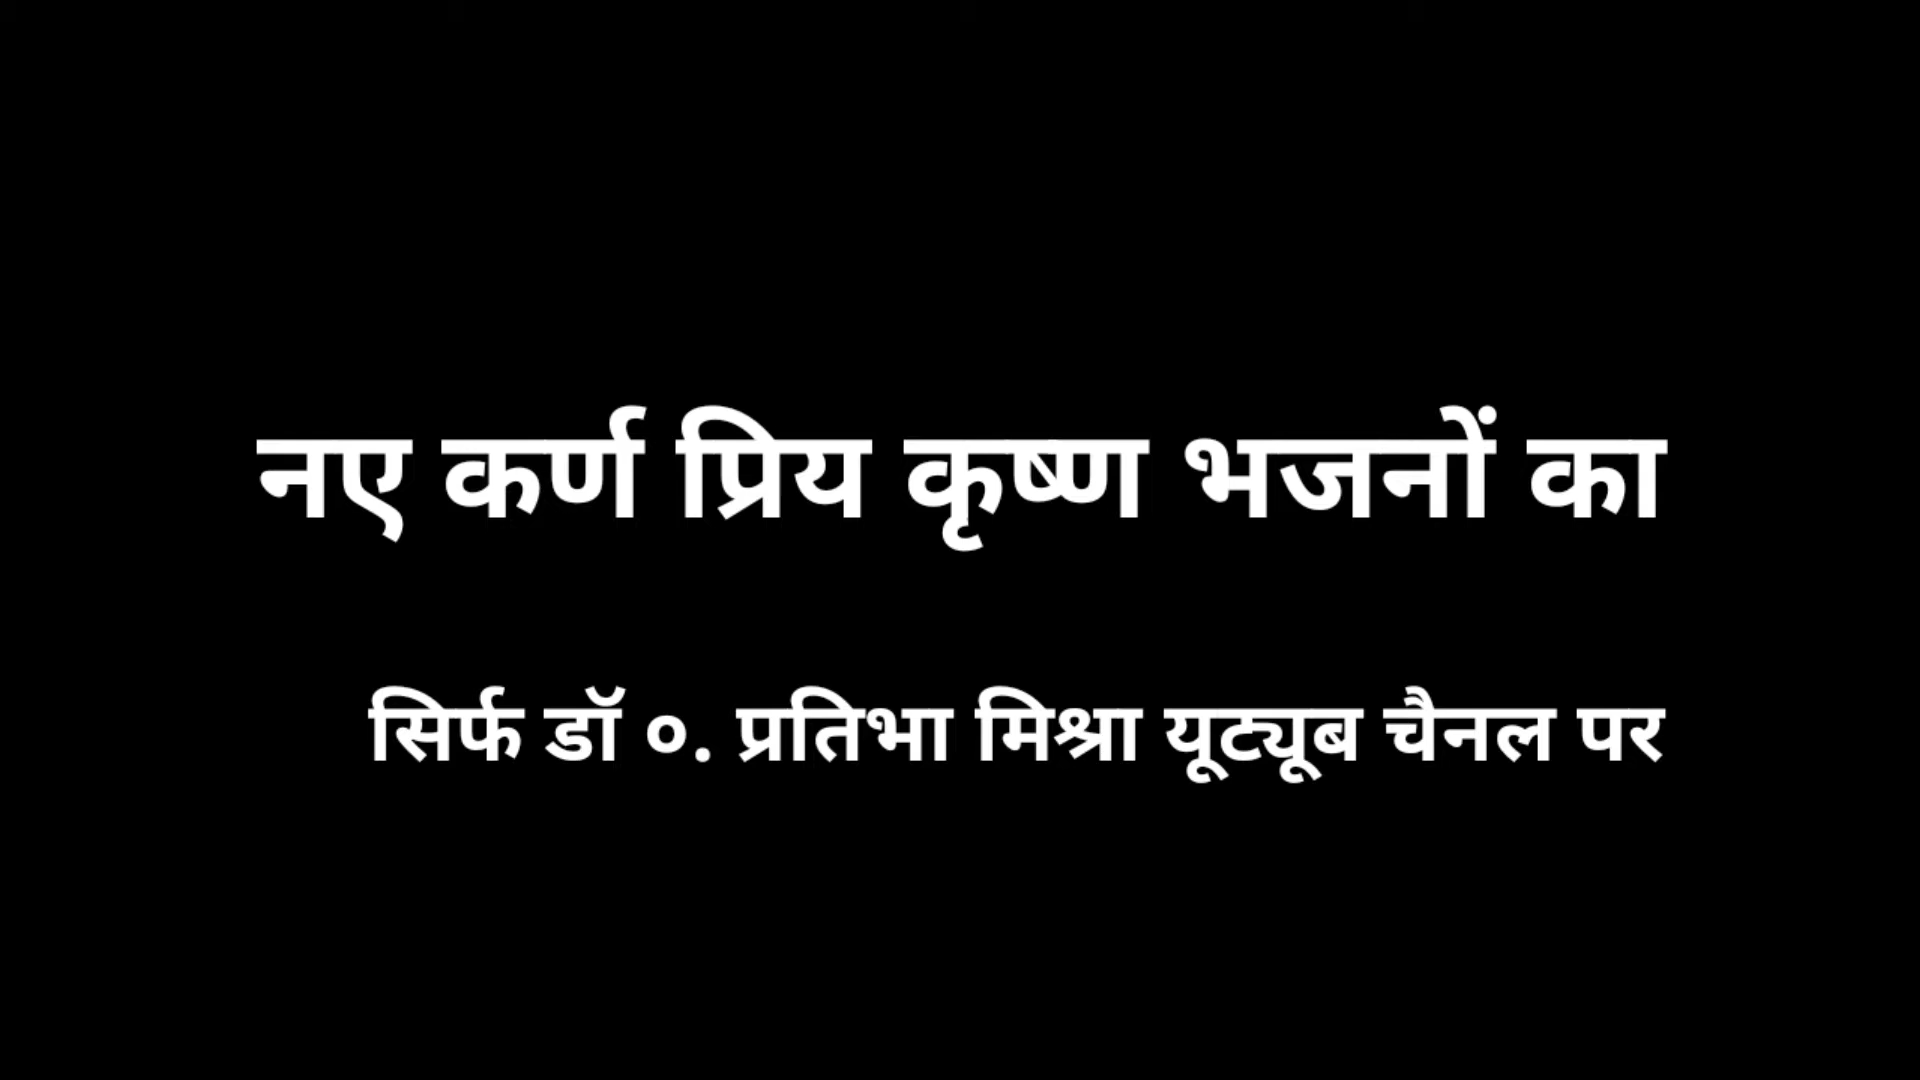 नए कर्ण प्रिय कृष्ण भजनों का
सिर्फ डॉ ०. प्रतिभा मिश्रा यूट्यूब चैनल पर